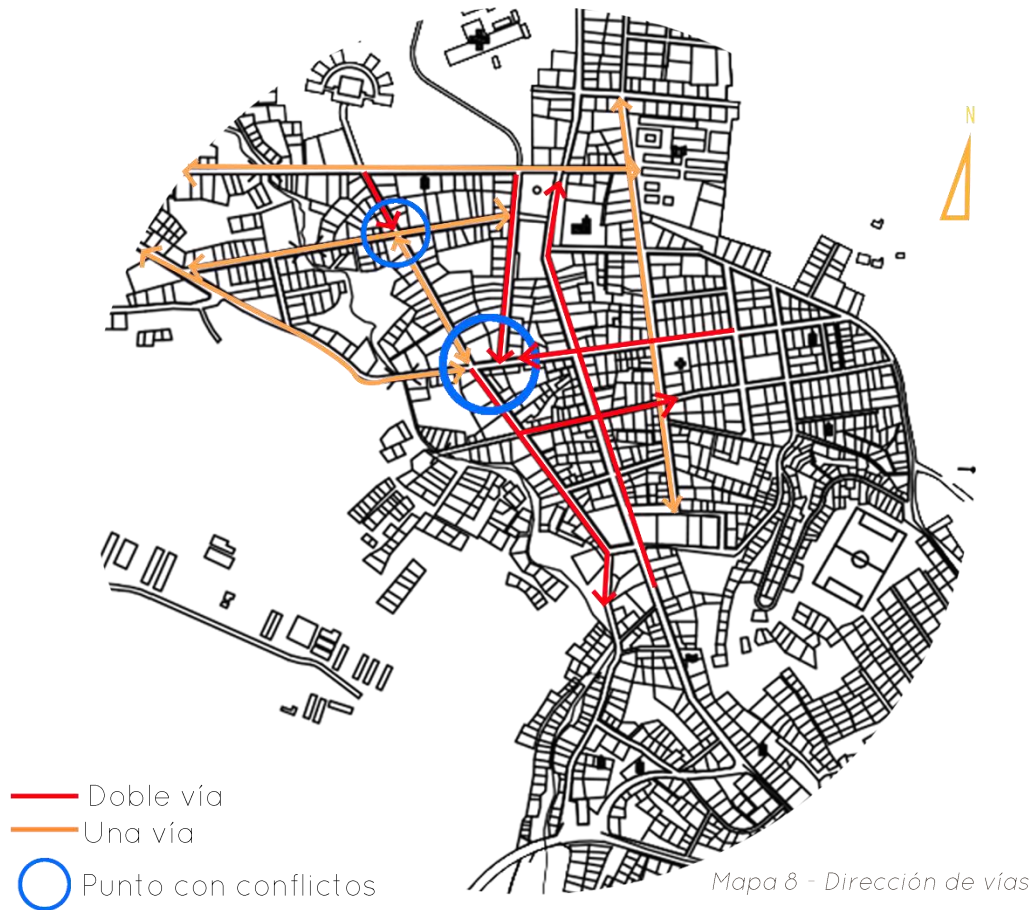 N
Doble vía
Una vía
Punto con conflictos
Mapa 8 - Dirección de vías